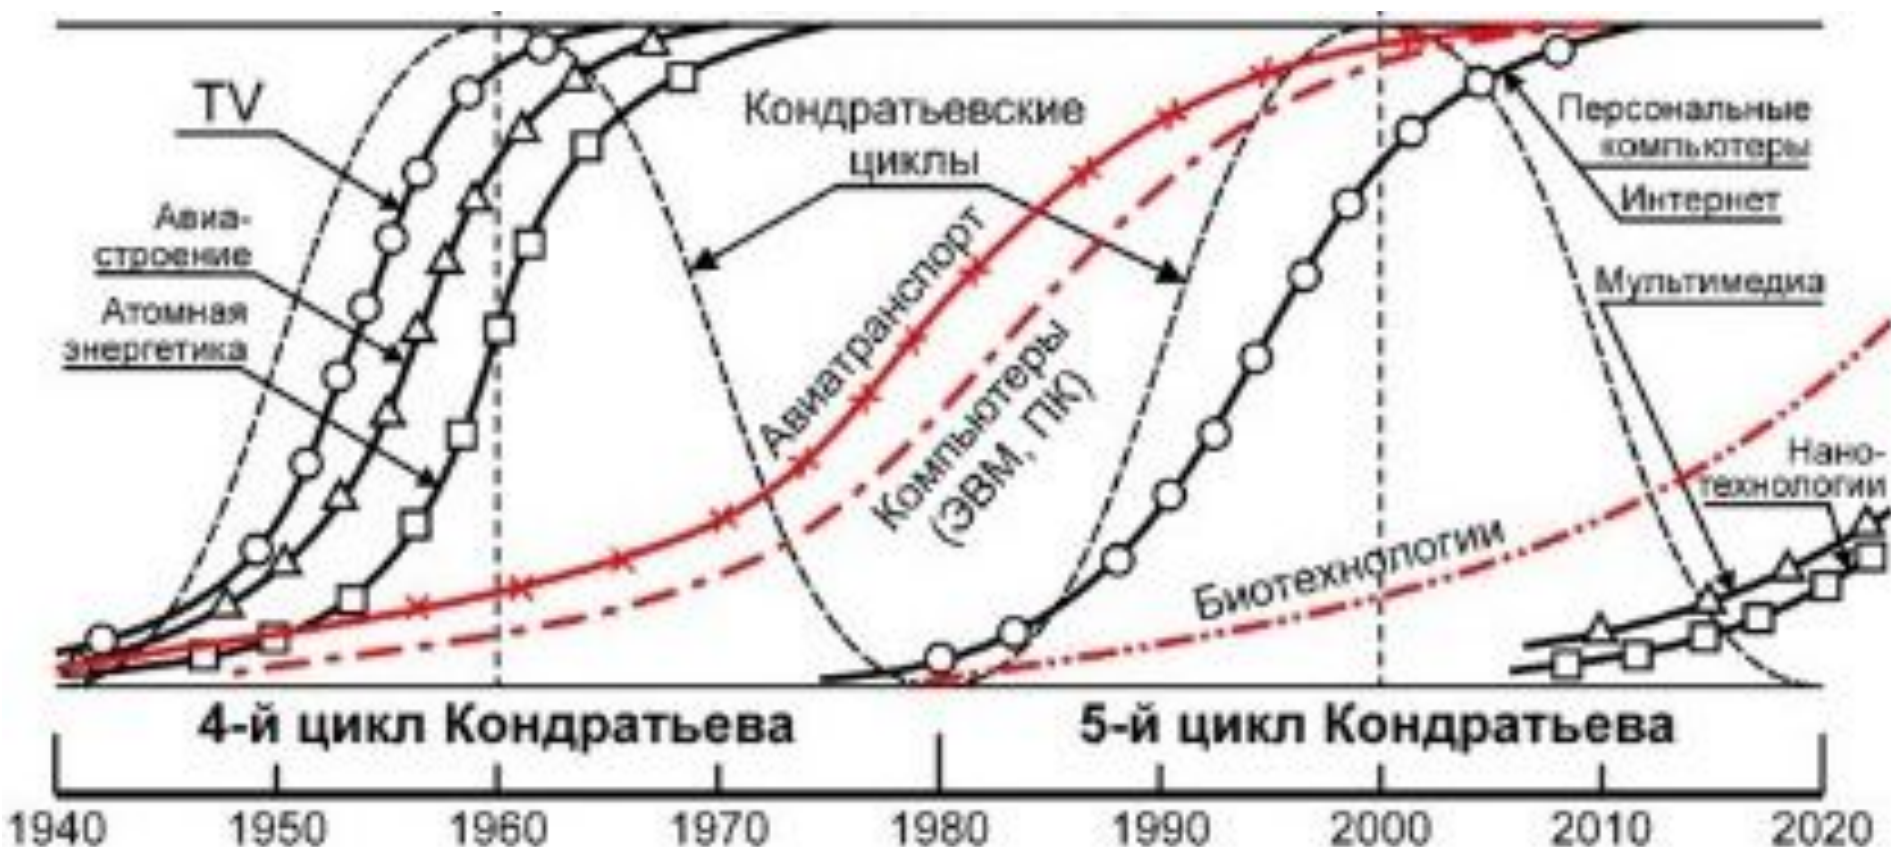 TV
Авиа-
строение
Атомная
энергетика
Кондратьевские
циклы
Авиатранспорт
Компьютеры
(ЭВМ, ПК)
Персональные
компьютеры
Интернет
Мультимедиа
Нано-
технологии
Биотехнологии
4-й цикл Кондратьева
5-й цикл Кондратьева
1940 1950 1960 1970 1980 1990 2000 2010 2020